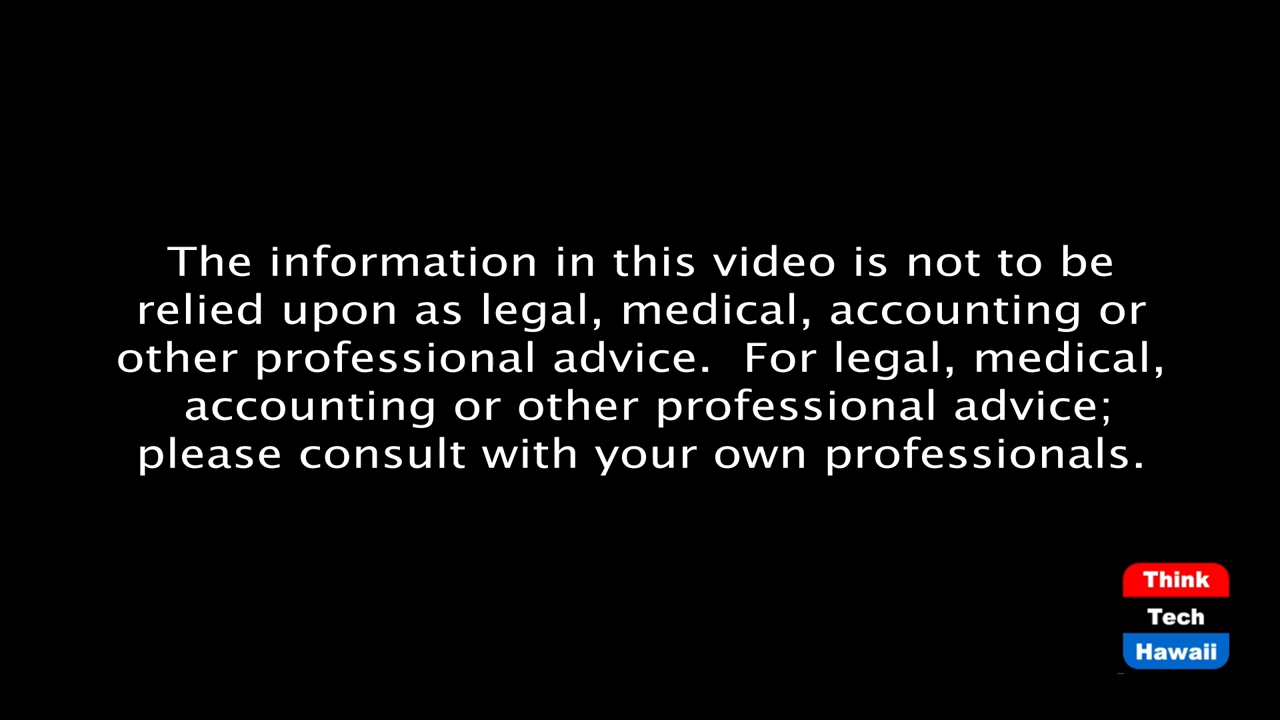 The information in this video is not to be
relied upon as legal, medical, accounting or
other professional advice.  For legal, medical,
accounting or other professional advice;
please consult with your own professionals.
Think
Tech
Hawaii